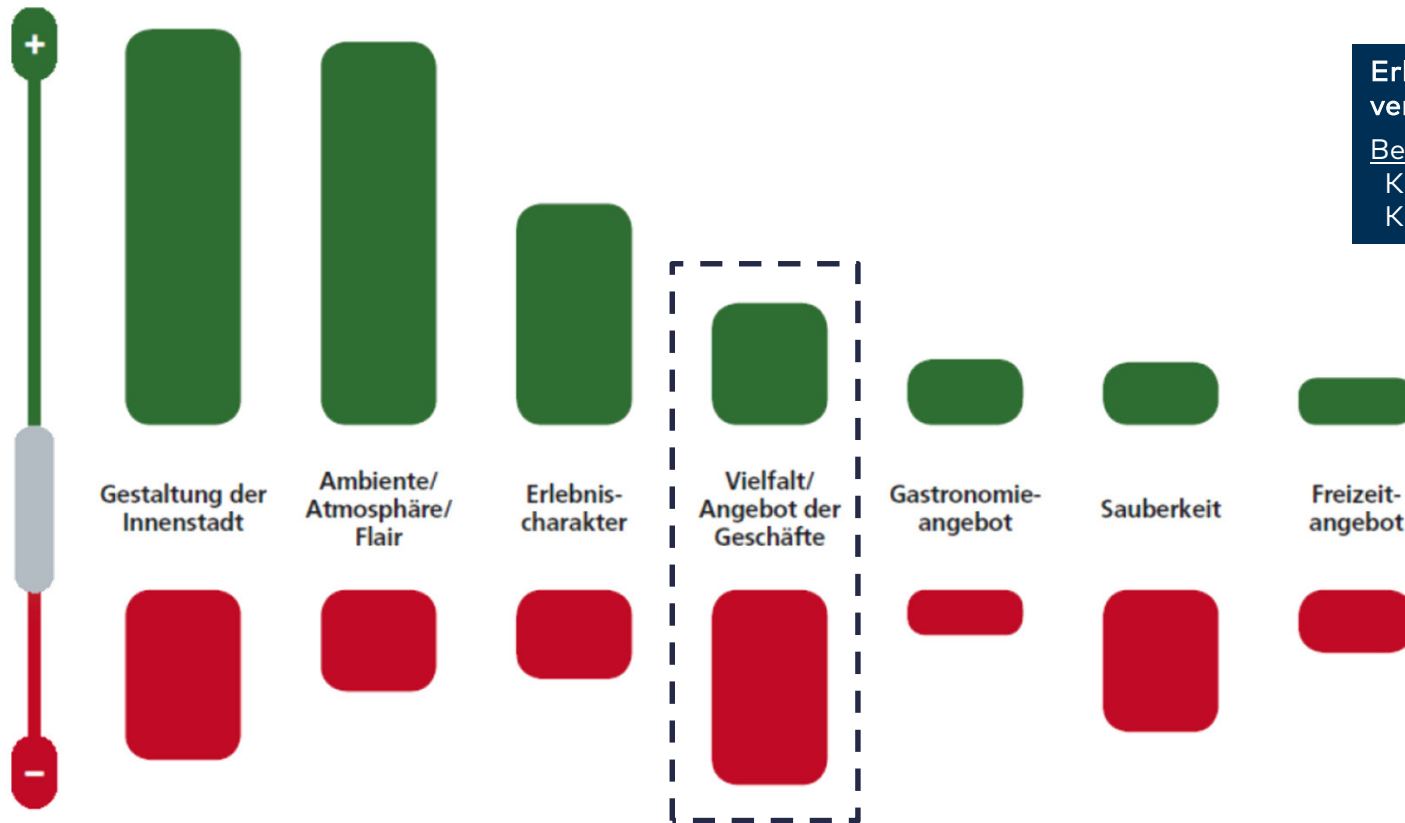 +
Gestaltung der
Innenstadt
Ambiente/
Atmosphäre/
Flair
Erlebnis-
charakter
Vielfalt/
Angebot der
Geschäfte
Gastronomie-
angebot
Sauberkeit
Freizeit-
angebot
–